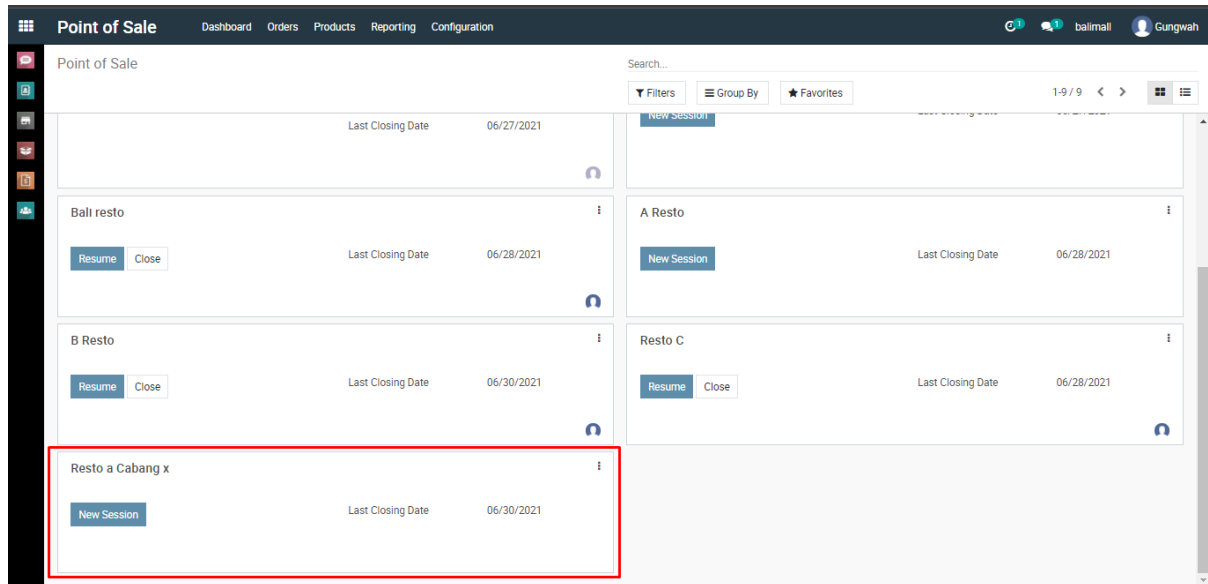 Point of Sale Dashboard Orders Products Reporting Configuration 1 1 balimall Gungwah
Point of Sale Search...
Filters Group By Favorites 1-9 / 9
Last Closing Date 06/27/2021 New Session
Bali resto A Resto
Resume Close Last Closing Date 06/28/2021 New Session Last Closing Date 06/28/2021
B Resto Resto C
Resume Close Last Closing Date 06/30/2021 Resume Close Last Closing Date 06/28/2021
Resto a Cabang x
New Session Last Closing Date 06/30/2021